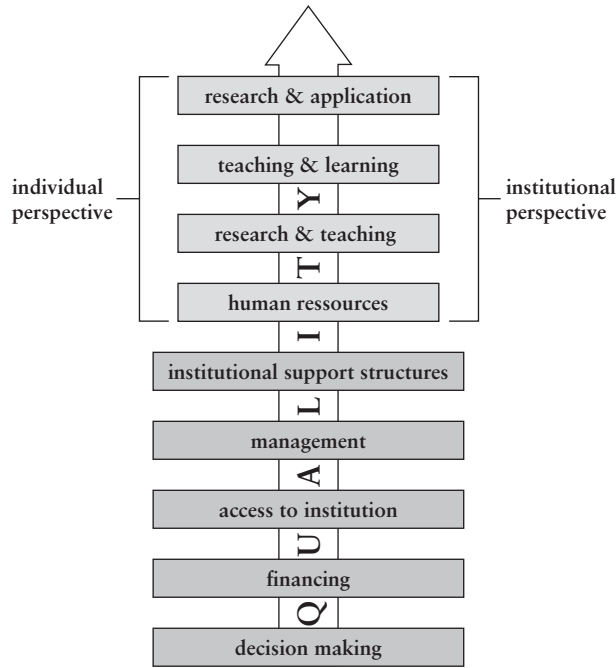 research & application
teaching & learning
individual
perspective
institutional
perspective
research & teaching
human ressources
institutional support structures
management
access to institution
financing
decision making
QUALITY